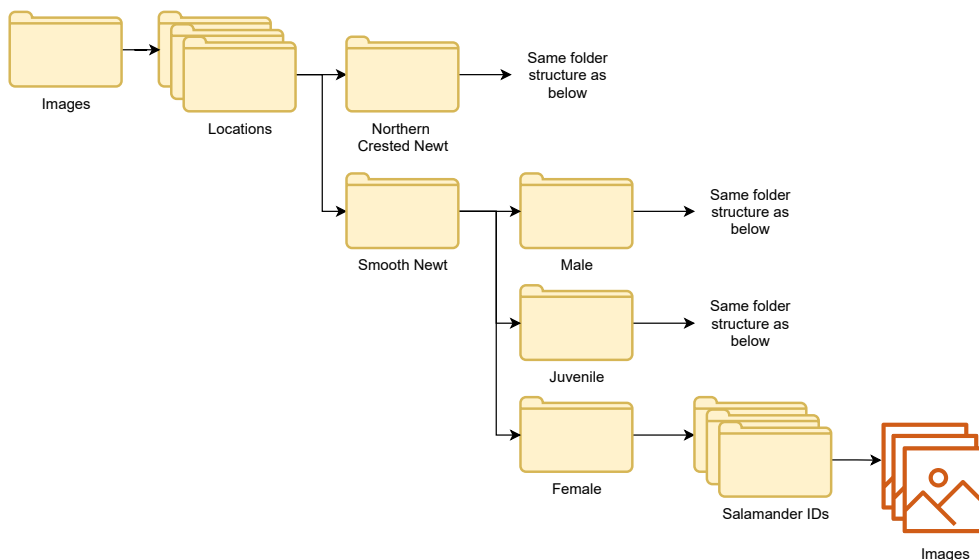 Images
Locations
Northern
Crested Newt
Same folder
structure as
below
Smooth Newt
Male
Same folder
structure as
below
Juvenile
Same folder
structure as
below
Female
Salamander IDs
Images